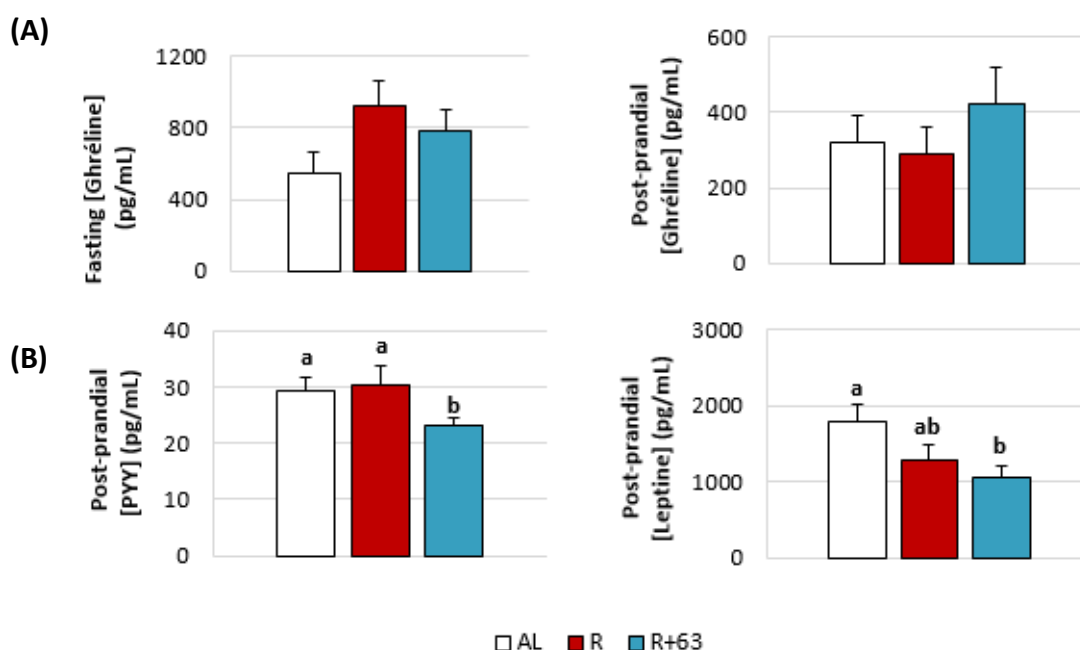 (A)
Fasting [Ghréline]
(pg/mL)
1200
800
400
0
Post-prandial
[Ghréline] (pg/mL)
600
400
200
0
(B)
Post-prandial
[PYY] (pg/mL)
40
30
20
10
0
a
a
b
Post-prandial
[Leptine] (pg/mL)
3000
2000
1000
0
a
ab
b
AL R R+63